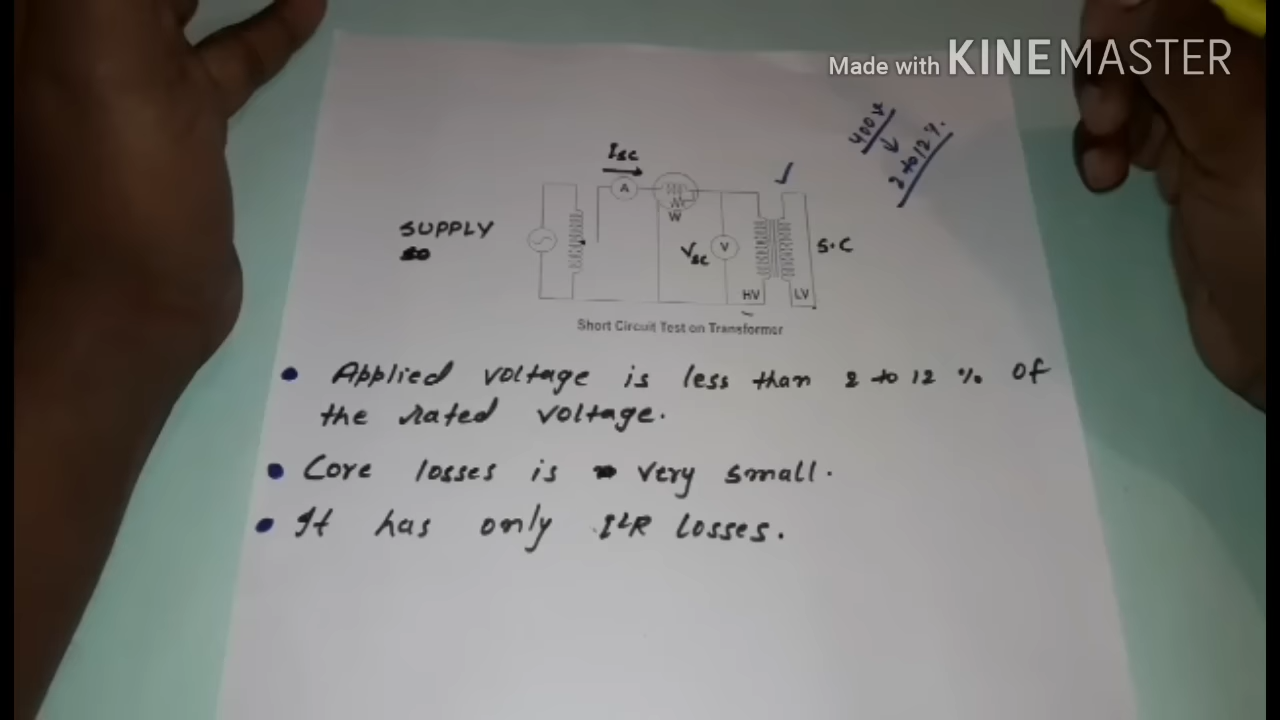 Made with KINEMASTER
400 V
↓
2 to 12 %.
Isc
A
W
SUPPLY
Vsc
V
S.C
HV
LV
Short Circuit Test on Transformer
• Applied voltage is less than 2 to 12 % of
the rated voltage.
• Core losses is very small.
• It has only I²R losses.